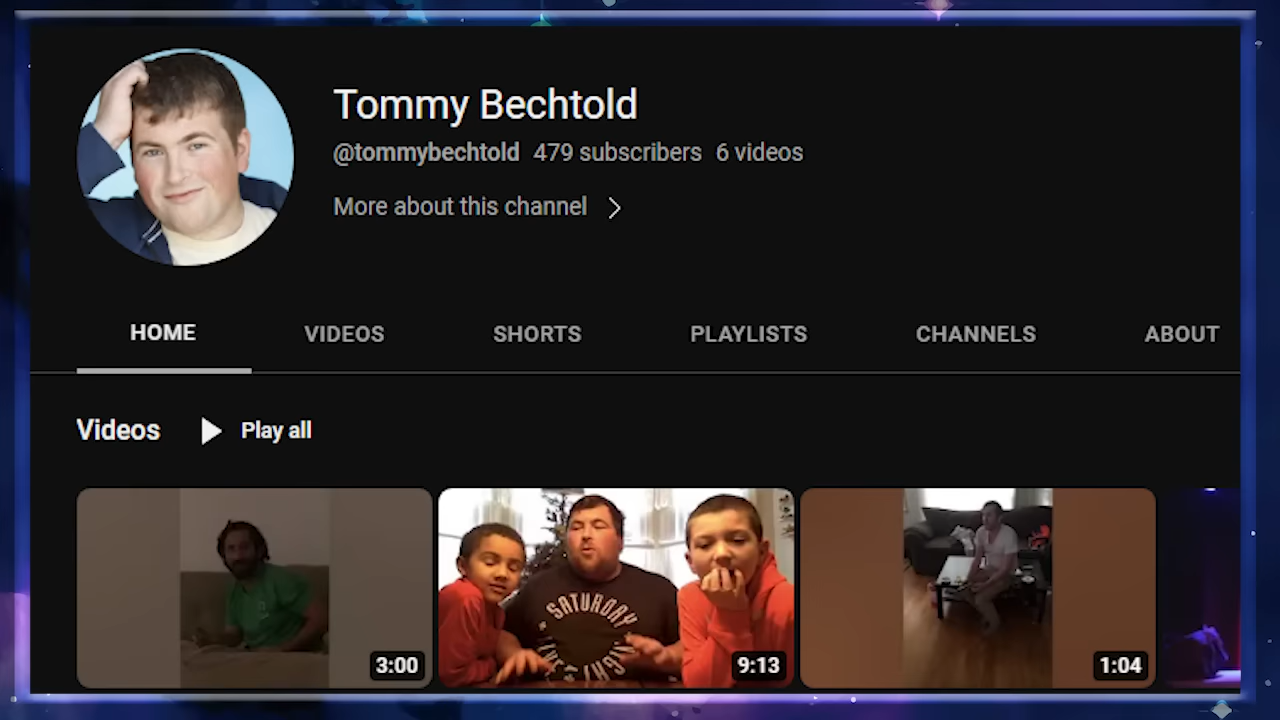 Tommy Bechtold
@tommybechtold 479 subscribers 6 videos
More about this channel
HOME VIDEOS SHORTS PLAYLISTS CHANNELS ABOUT
Videos Play all
SATURDAY
3:00 9:13 1:04